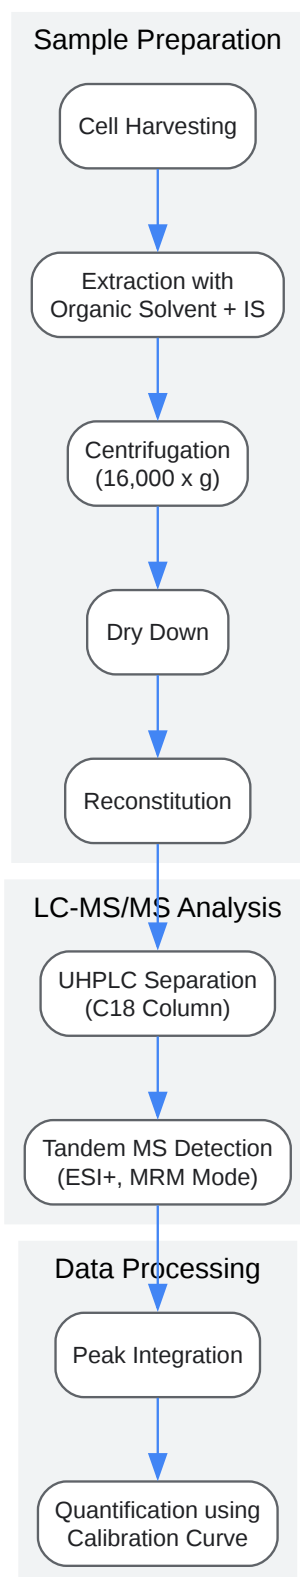 Sample Preparation
Cell Harvesting
Extraction with
Organic Solvent + IS
Centrifugation
(16,000 x g)
Dry Down
Reconstitution
LC-MS/MS Analysis
UHPLC Separation
(C18 Column)
Tandem MS Detection
(ESI+, MRM Mode)
Data Processing
Peak Integration
Quantification using
Calibration Curve